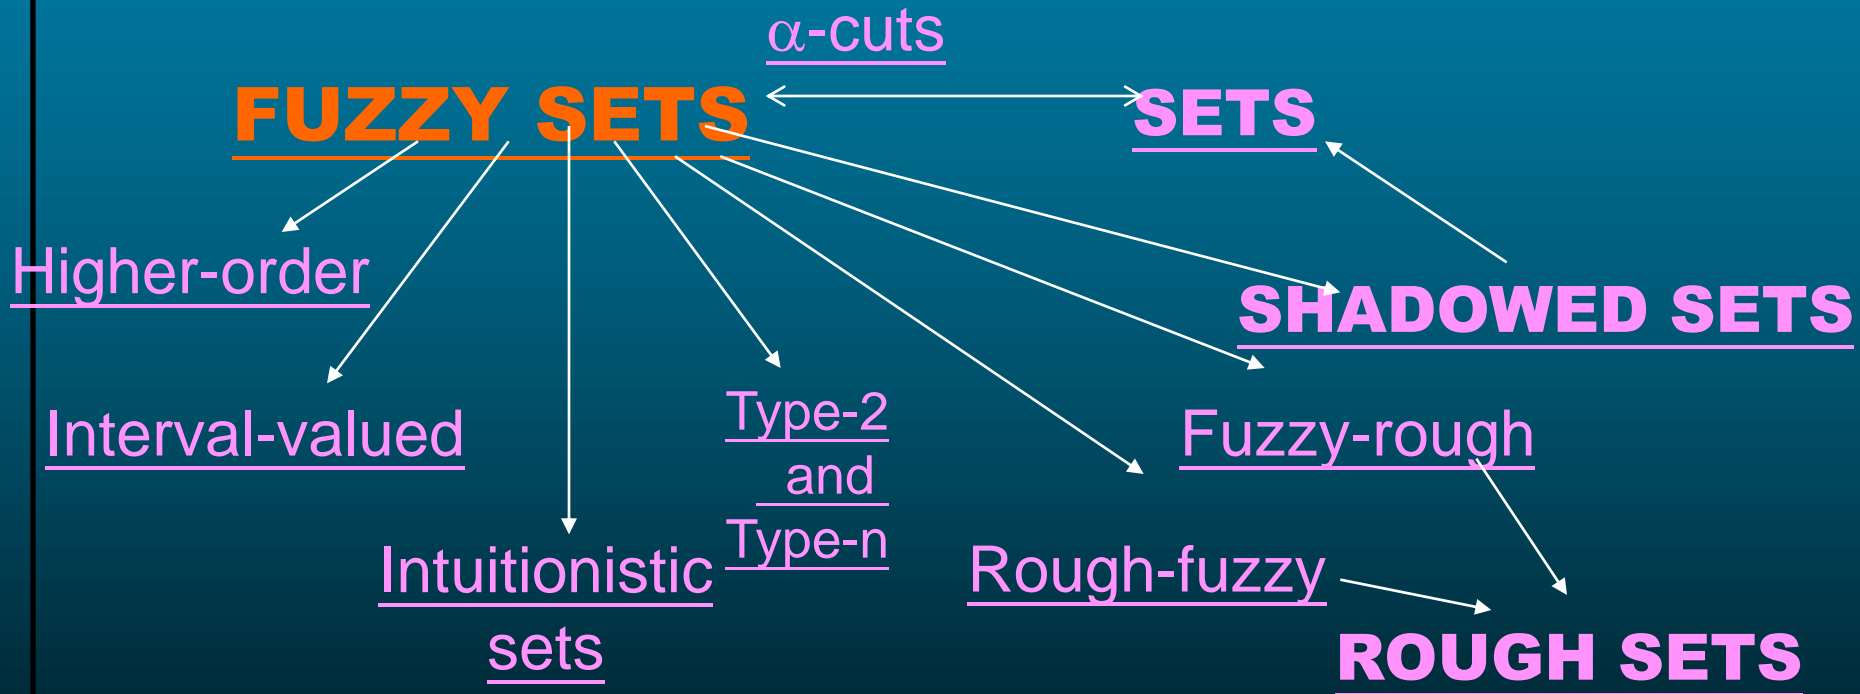 α-cuts
FUZZY SETS
SETS
Higher-order
SHADOWED SETS
Interval-valued
Type-2
and
Type-n
Fuzzy-rough
Intuitionistic
sets
Rough-fuzzy
ROUGH SETS